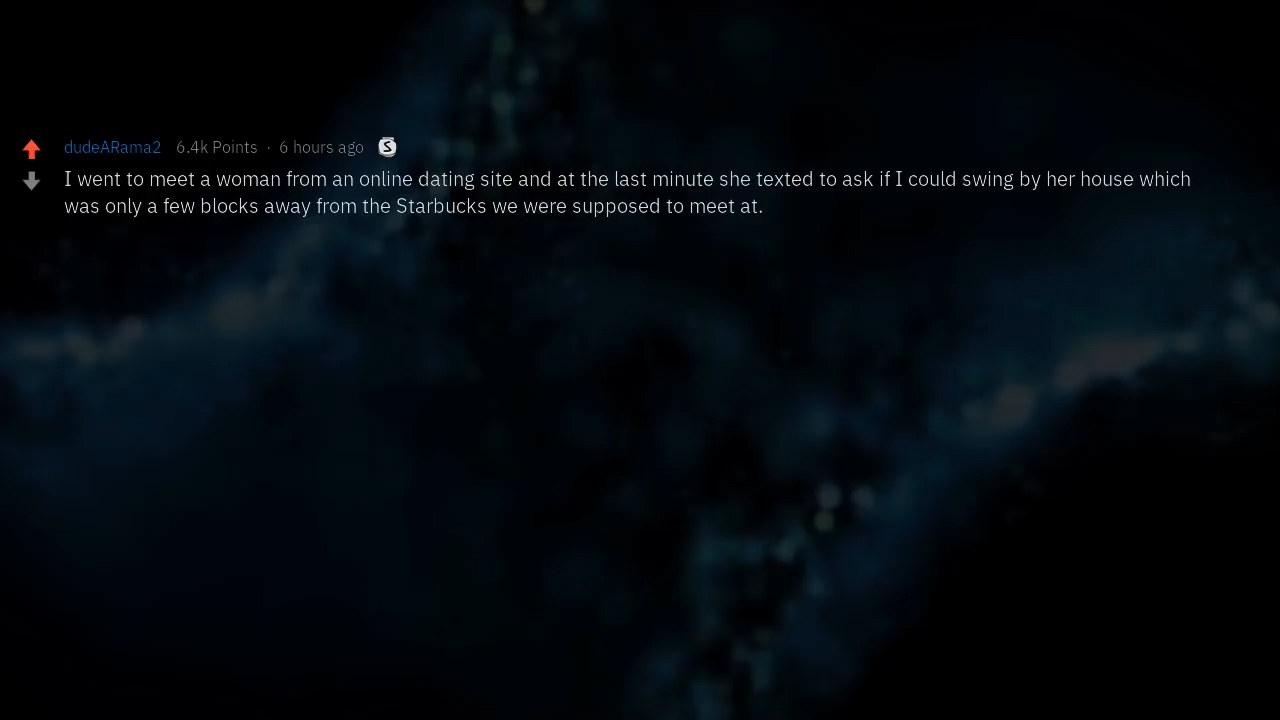 dudeARama2 6.4k Points · 6 hours ago S
I went to meet a woman from an online dating site and at the last minute she texted to ask if I could swing by her house which
was only a few blocks away from the Starbucks we were supposed to meet at.